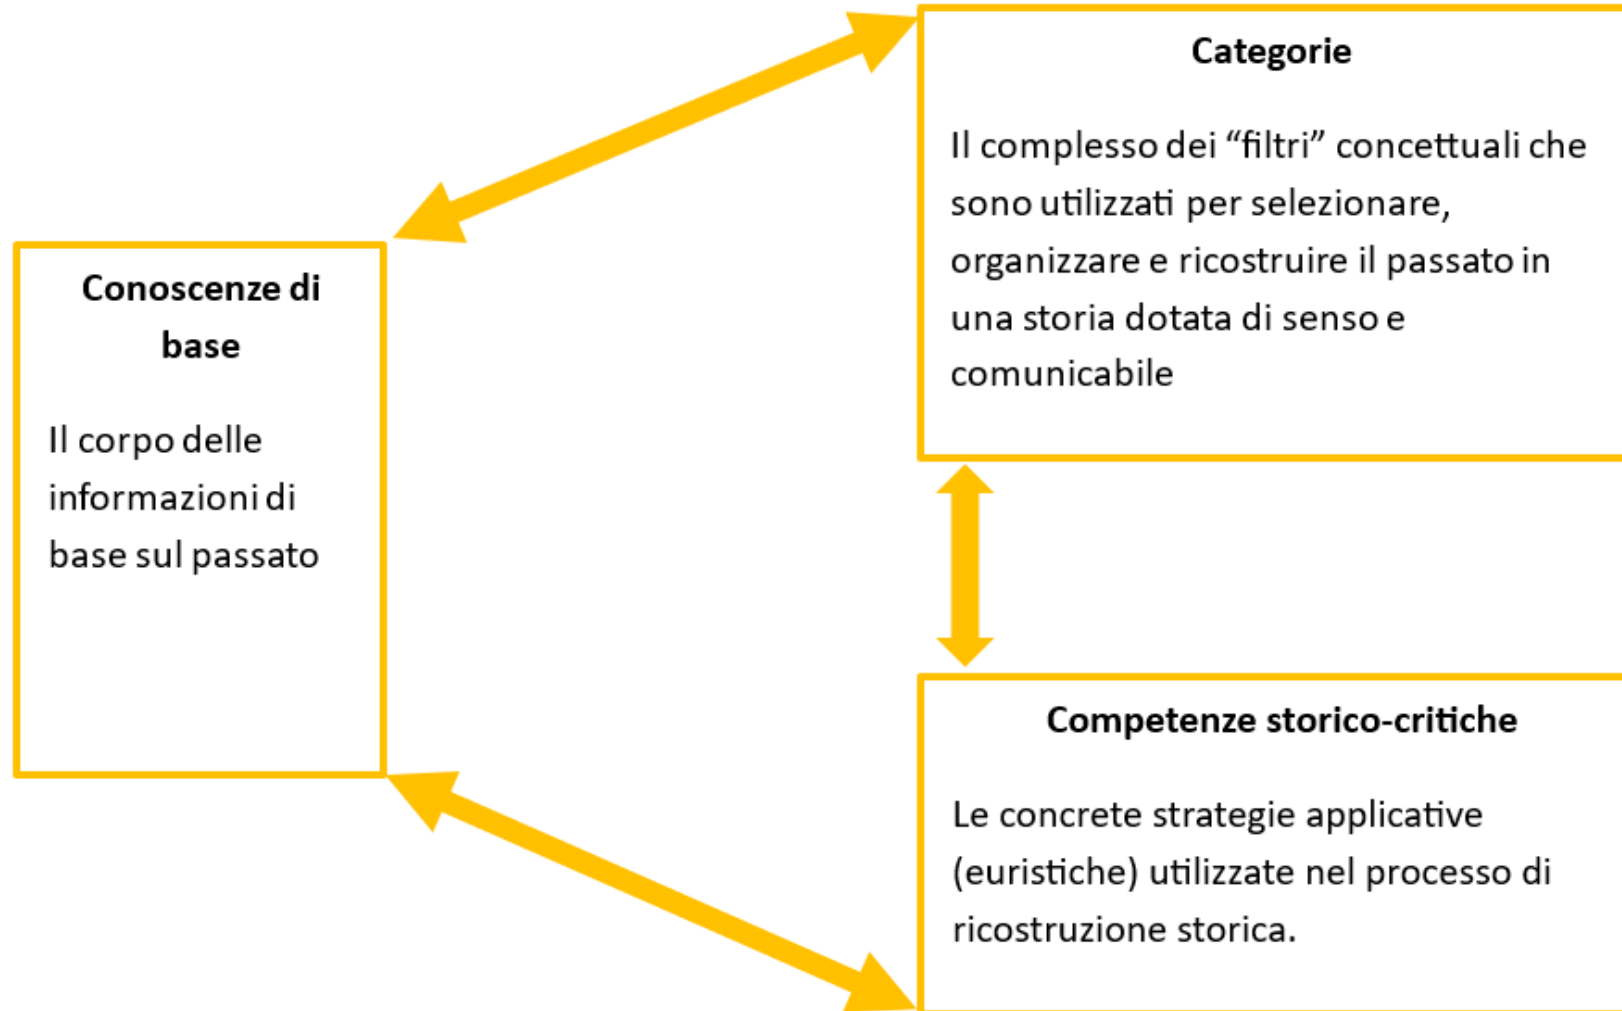 Conoscenze di
base
Il corpo delle
informazioni di
base sul passato
Categorie
Il complesso dei “filtri” concettuali che
sono utilizzati per selezionare,
organizzare e ricostruire il passato in
una storia dotata di senso e
comunicabile
Competenze storico-critiche
Le concrete strategie applicative
(euristiche) utilizzate nel processo di
ricostruzione storica.